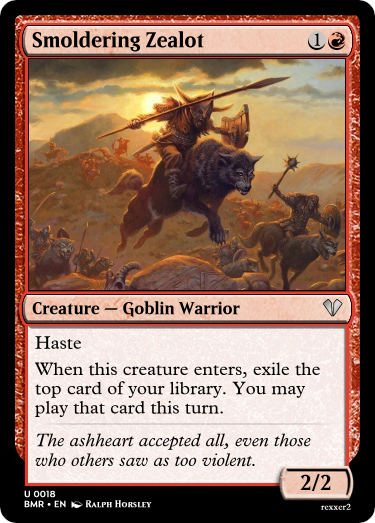 Smoldering Zealot 1
Creature — Goblin Warrior
Haste
When this creature enters, exile the
top card of your library. You may
play that card this turn.
The ashheart accepted all, even those
who others saw as too violent.
2/2
U 0018
BMR • EN Ralph Horsley
rexxer2